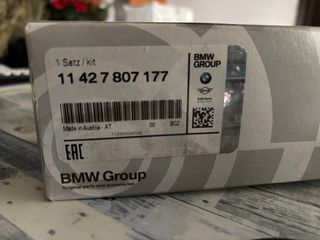 1 Satz / kit
BMW
GROUP
11 42 7 807 177
Made in Austria - AT
00
BG2
EAC
BMW Group
Original parts and accessories